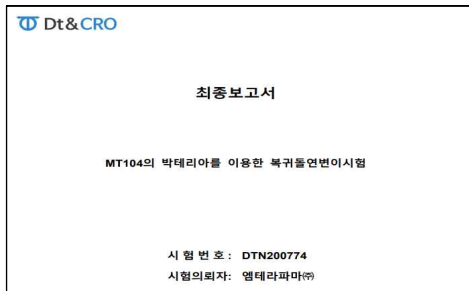 Dt&CRO
최종보고서
MT104의 박테리아를 이용한 복귀돌연변이시험
시 험 번 호 : DTN200774
시험의뢰자: 엠테라파마㈜